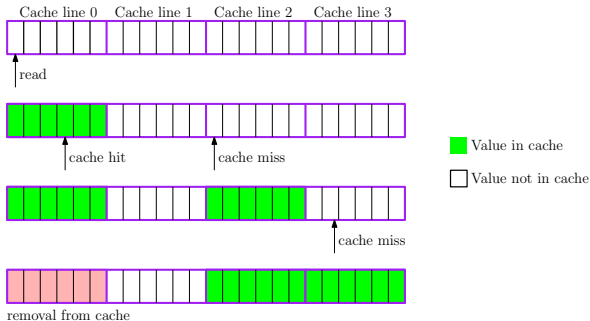 Cache line 0 Cache line 1 Cache line 2 Cache line 3
read
cache hit cache miss
Value in cache
Value not in cache
cache miss
removal from cache